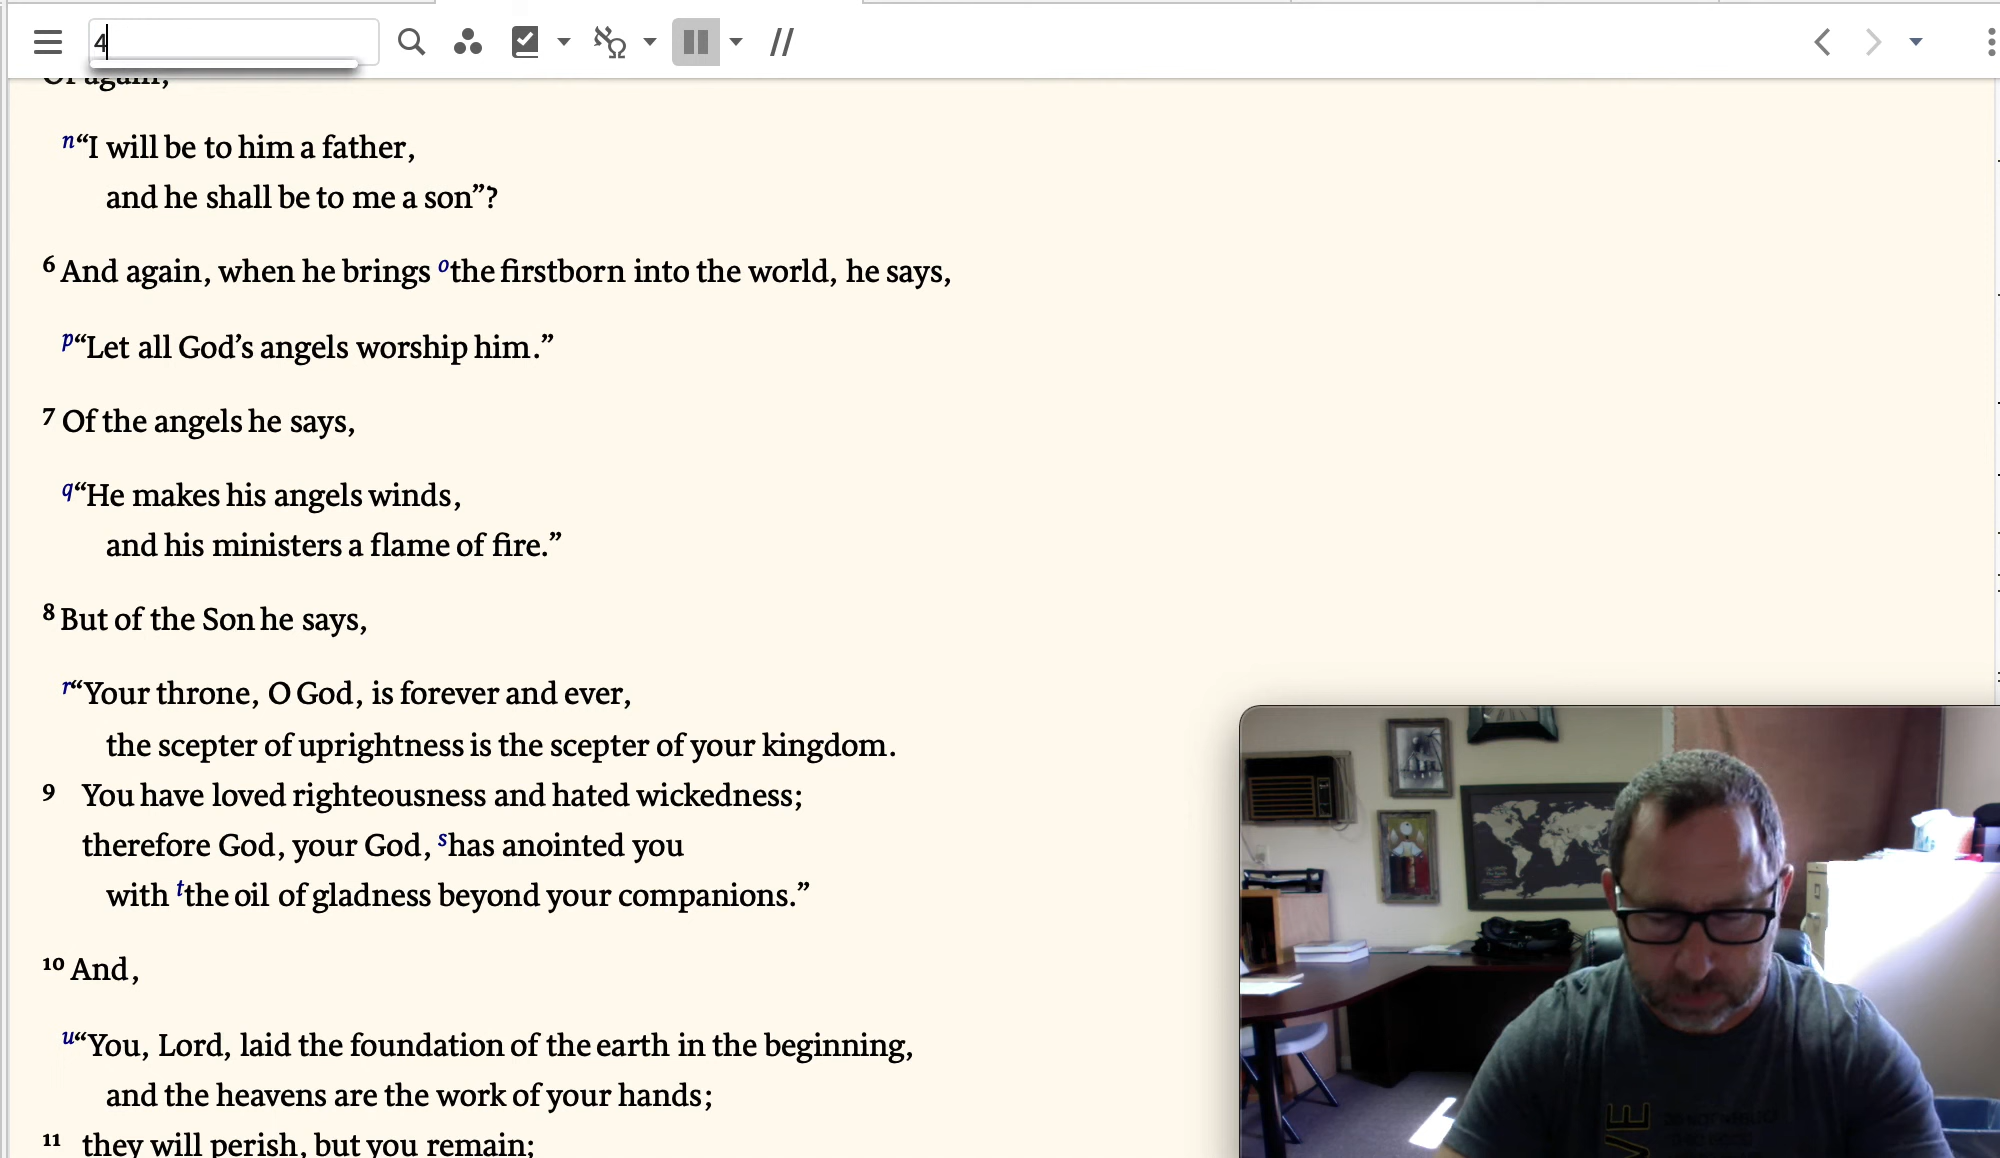 4
Or again,
n“I will be to him a father,
and he shall be to me a son”?
6 And again, when he brings othe firstborn into the world, he says,
p“Let all God’s angels worship him.”
7 Of the angels he says,
q“He makes his angels winds,
and his ministers a flame of fire.”
8 But of the Son he says,
r“Your throne, O God, is forever and ever,
the scepter of uprightness is the scepter of your kingdom.
9 You have loved righteousness and hated wickedness;
therefore God, your God, shas anointed you
with tthe oil of gladness beyond your companions.”
10 And,
u“You, Lord, laid the foundation of the earth in the beginning,
and the heavens are the work of your hands;
11 they will perish, but you remain;